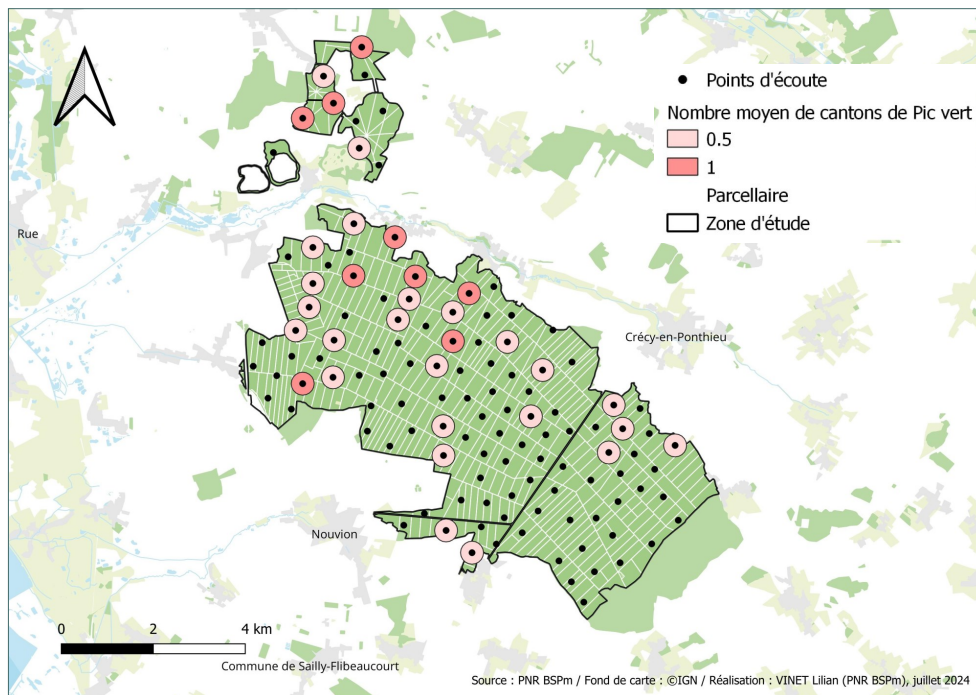 Points d'écoute
Nombre moyen de cantons de Pic vert
0.5
1
Parcellaire
Zone d'étude
Rue
Crécy-en-Ponthieu
Nouvion
0 2 4 km
Commune de Sailly-Flibeaucourt
Source : PNR BSPm / Fond de carte : ©IGN / Réalisation : VINET Lilian (PNR BSPm), juillet 2024